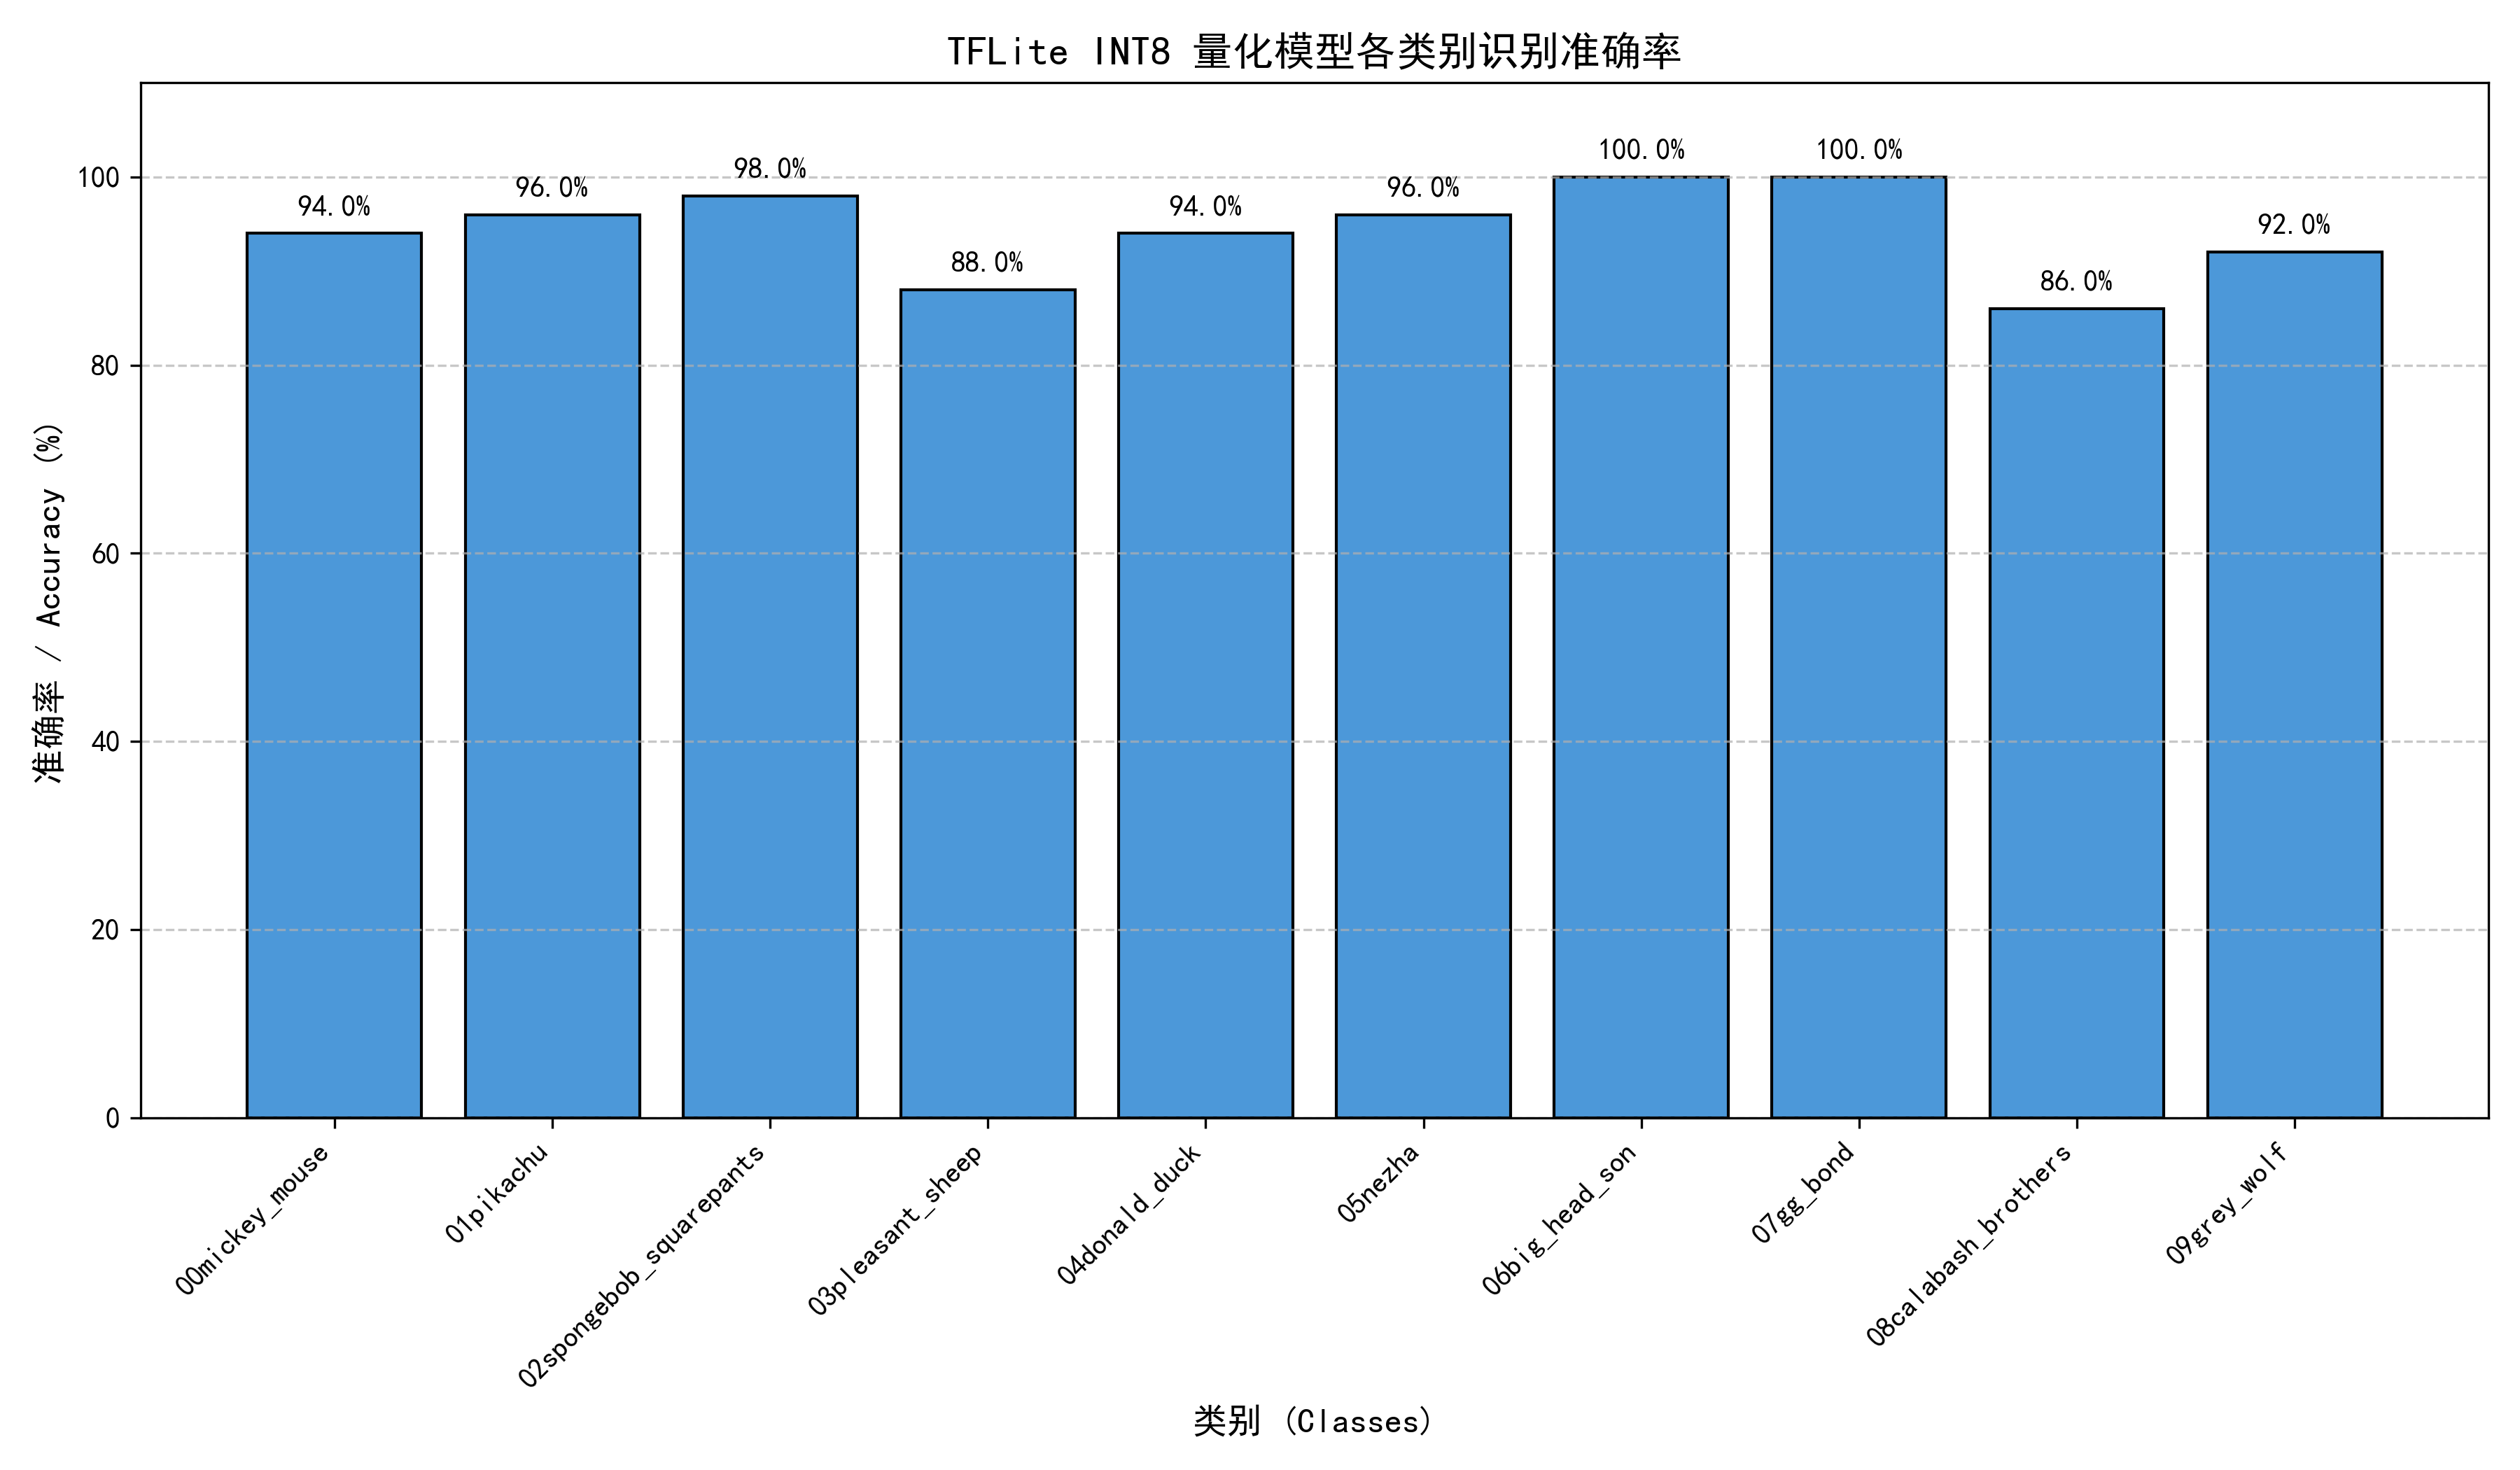 TFLite INT8 量化模型各类别识别准确率
准确率 / Accuracy (%)
100
80
60
40
20
0
94.0%
96.0%
98.0%
88.0%
94.0%
96.0%
100.0%
100.0%
86.0%
92.0%
00mickey_mouse
01pikachu
02spongebob_squarepants
03pleasant_sheep
04donald_duck
05nezha
06big_head_son
07gg_bond
08calabash_brothers
09grey_wolf
类别 (Classes)